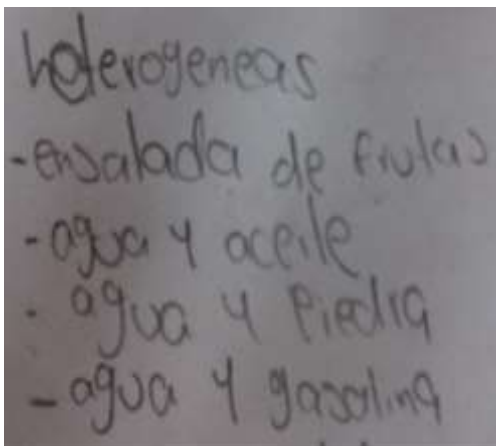 heterogeneas
-ensalada de frutas
-agua y aceite
- agua y Piedra
- agua y gasolina